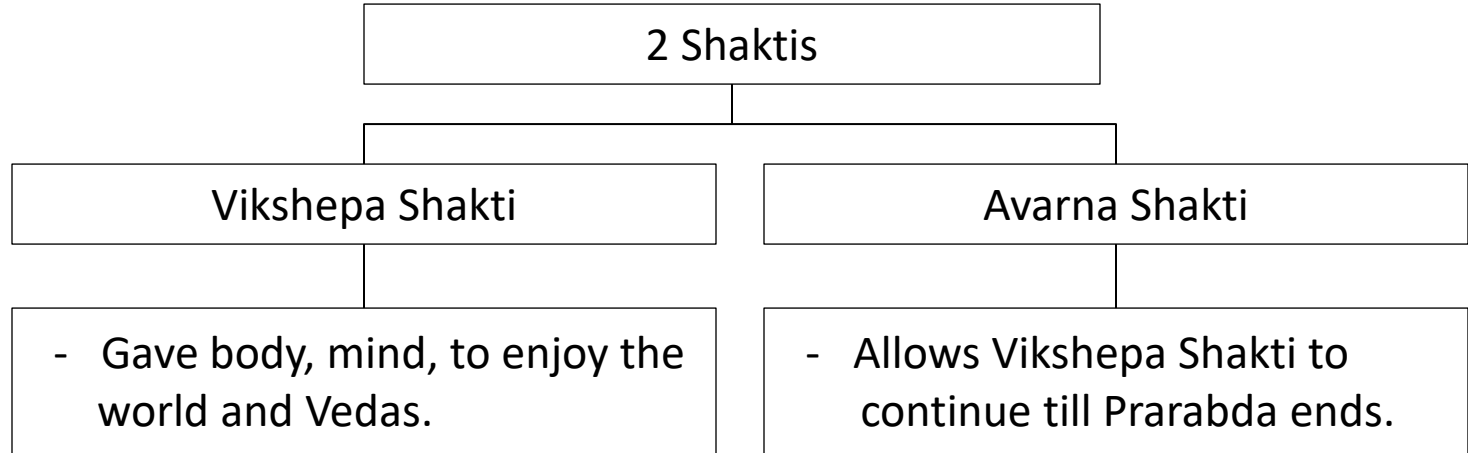 2 Shaktis
Vikshepa Shakti
Avarna Shakti
- Gave body, mind, to enjoy the
world and Vedas.
- Allows Vikshepa Shakti to
continue till Prarabda ends.